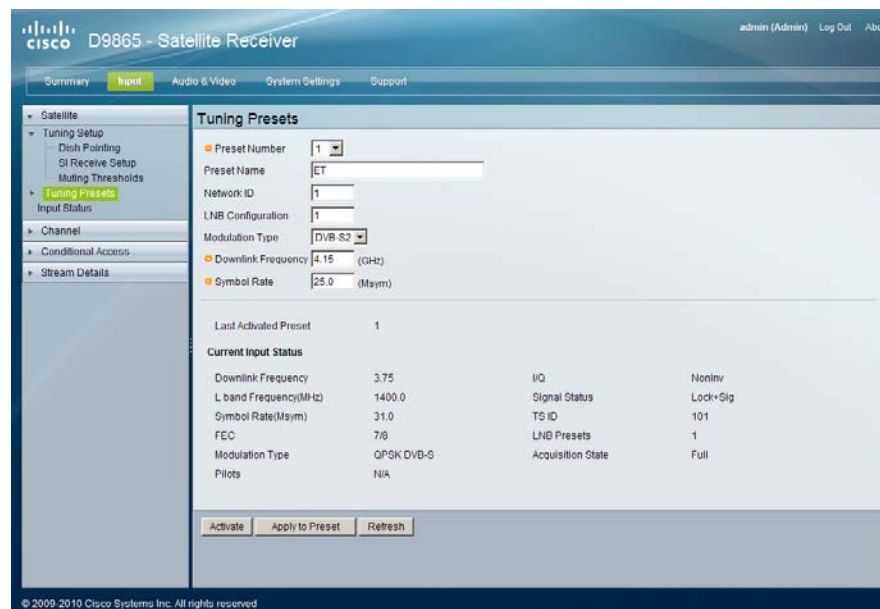 cisco D9865 - Satellite Receiver
admin (Admin) Log Out Abo
Summary Input Audio & Video System Settings Support
Satellite
Tuning Setup
Dish Pointing
SI Receive Setup
Muting Thresholds
Tuning Presets
Input Status
Channel
Conditional Access
Stream Details
Tuning Presets
Preset Number 1
Preset Name ET
Network ID 1
LNB Configuration 1
Modulation Type DVB-S2
Downlink Frequency 4.15 (GHz)
Symbol Rate 25.0 (Msym)
Last Activated Preset 1
Current Input Status
Downlink Frequency 3.75 I/Q NonInv
L band Frequency(MHz) 1400.0 Signal Status Lock+Sig
Symbol Rate(Msym) 31.0 TS ID 101
FEC 7/8 LNB Presets 1
Modulation Type QPSK DVB-S Acquisition State Full
Pilots N/A
Activate Apply to Preset Refresh
© 2009-2010 Cisco Systems Inc. All rights reserved